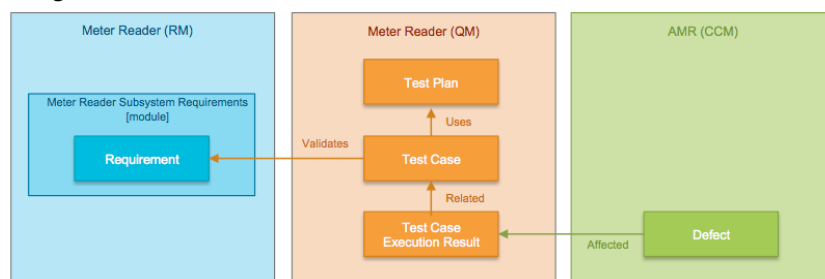 Meter Reader (RM)
Meter Reader (QM)
AMR (CCM)
Test Plan
Meter Reader Subsystem Requirements
[module]
Uses
Validates
Requirement
Test Case
Related
Test Case
Execution Result
Affected
Defect